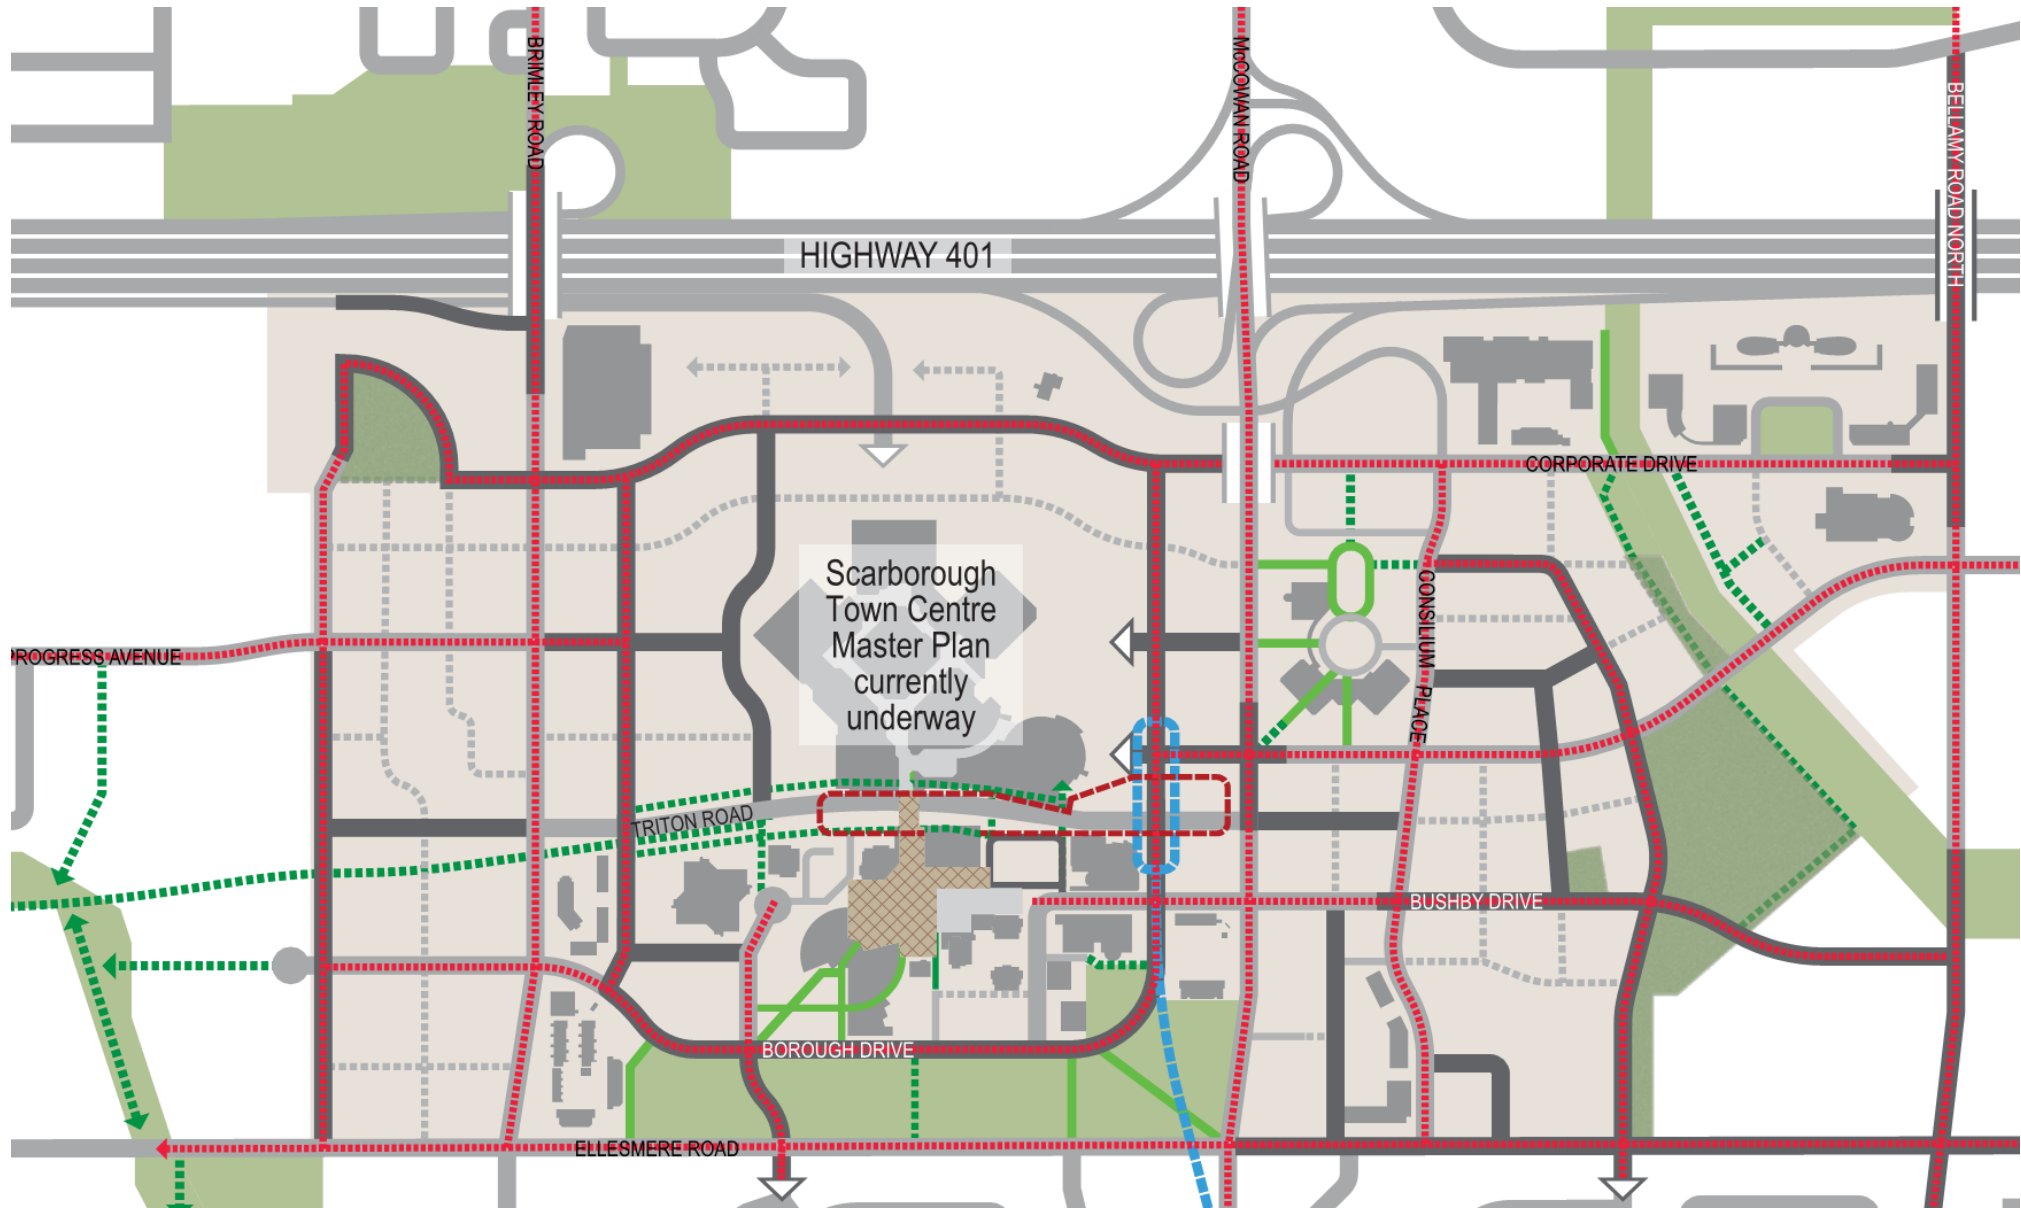 BRIMLEY ROAD
McCOWAN ROAD
BELLAMY ROAD NORTH
HIGHWAY 401
CORPORATE DRIVE
Scarborough
Town Centre
Master Plan
currently
underway
CONSILIUM PLACE
PROGRESS AVENUE
TRITON ROAD
BUSHBY DRIVE
BOROUGH DRIVE
ELLESMERE ROAD